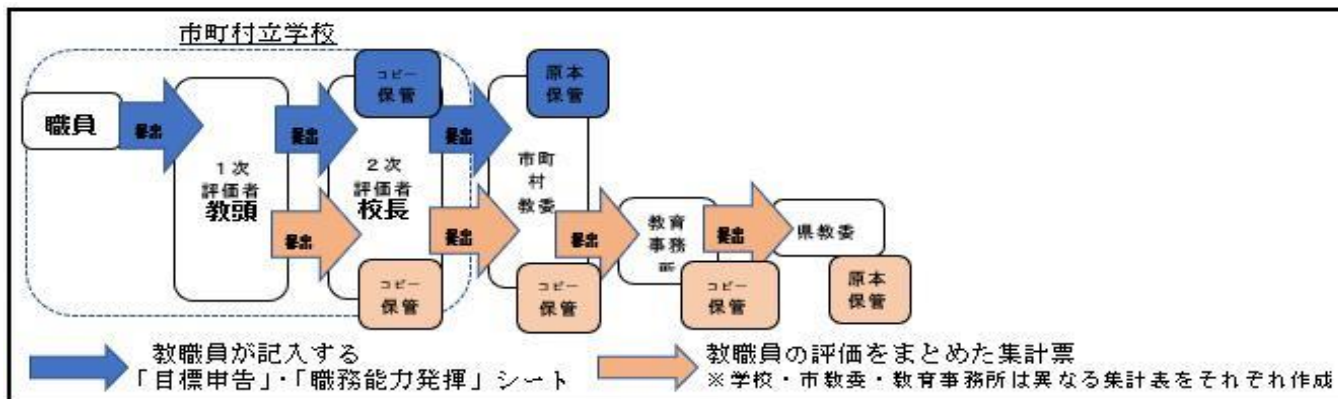 市町村立学校
コピー
保管
原本
保管
職員
提出
提出
提出
1次
評価者
教頭
2次
評価者
校長
市町
村
教委
提出
提出
提出
提出
教育
事務
所
県教委
コピー
保管
コピー
保管
コピー
保管
原本
保管
教職員が記入する
「目標申告」・「職務能力発揮」シート
教職員の評価をまとめた集計票
※学校・市教委・教育事務所は異なる集計表をそれぞれ作成